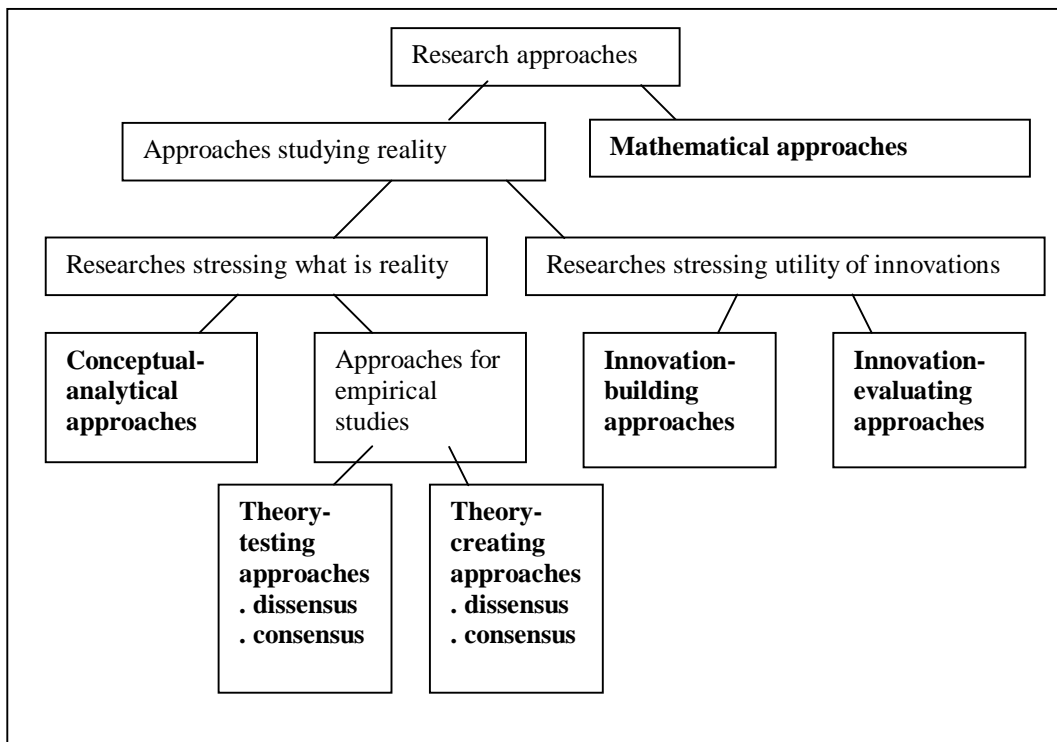 Research approaches
Approaches studying reality
Mathematical approaches
Researches stressing what is reality
Researches stressing utility of innovations
Conceptual-
analytical
approaches
Approaches for
empirical
studies
Innovation-
building
approaches
Innovation-
evaluating
approaches
Theory-
testing
approaches
. dissensus
. consensus
Theory-
creating
approaches
. dissensus
. consensus